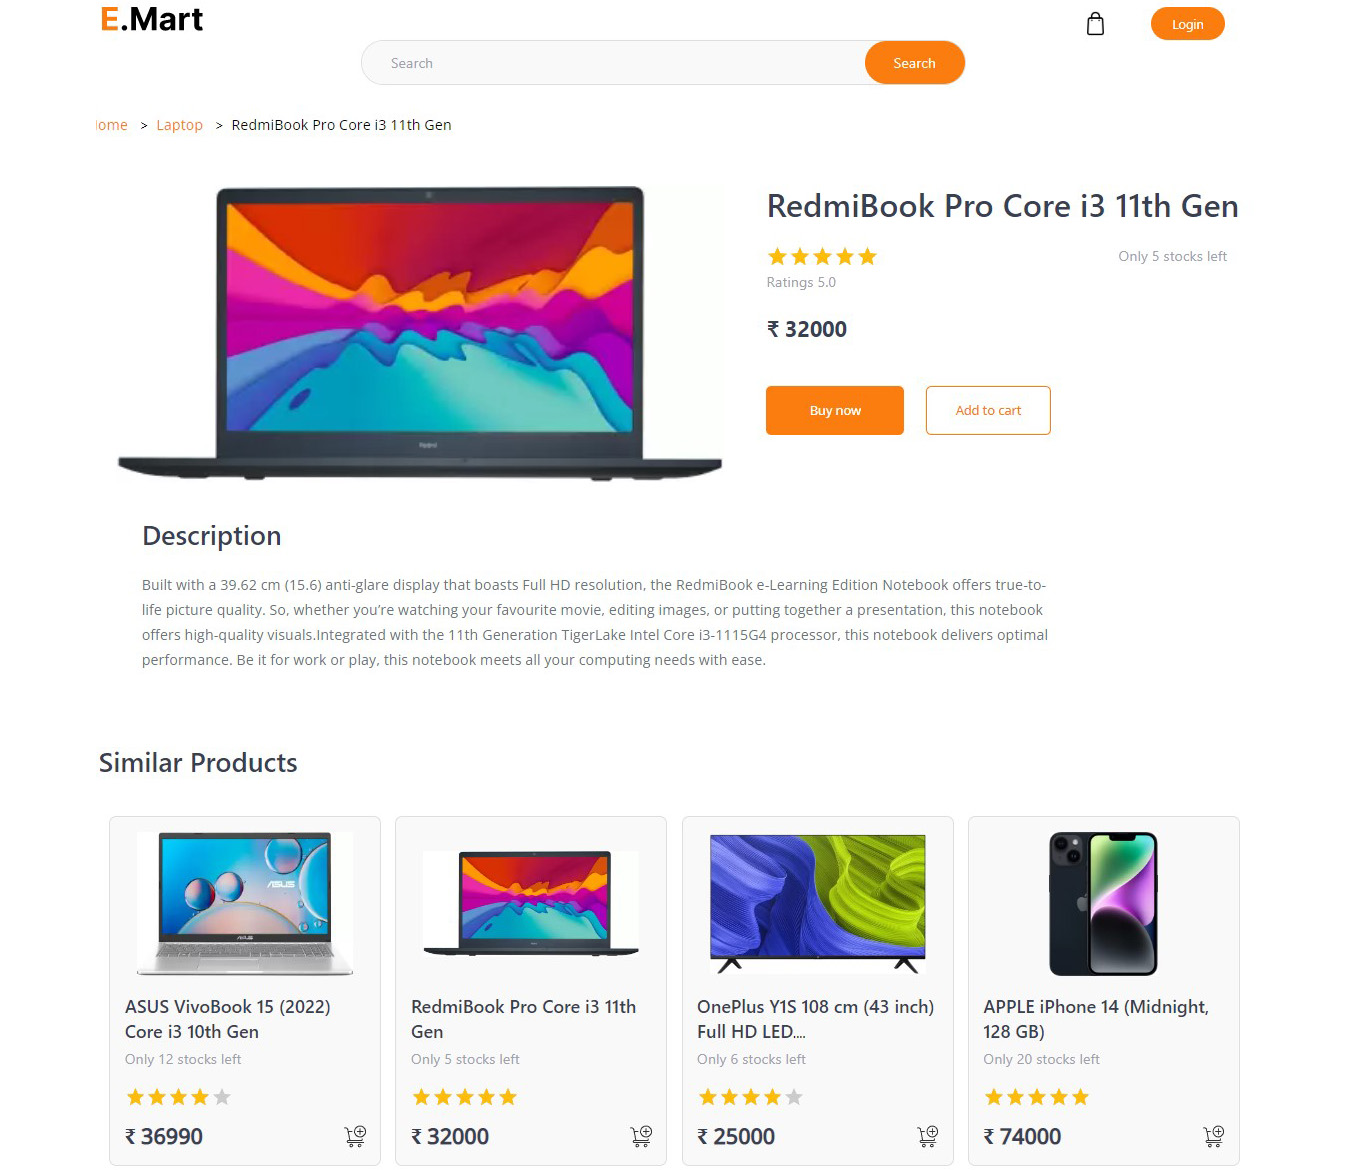 E.Mart
Login
Search
Search
ome > Laptop > RedmiBook Pro Core i3 11th Gen
RedmiBook Pro Core i3 11th Gen
Only 5 stocks left
Ratings 5.0
₹ 32000
Buy now
Add to cart
Description
Built with a 39.62 cm (15.6) anti-glare display that boasts Full HD resolution, the RedmiBook e-Learning Edition Notebook offers true-to-
life picture quality. So, whether you’re watching your favourite movie, editing images, or putting together a presentation, this notebook
offers high-quality visuals.Integrated with the 11th Generation TigerLake Intel Core i3-1115G4 processor, this notebook delivers optimal
performance. Be it for work or play, this notebook meets all your computing needs with ease.
Similar Products
ASUS
ASUS VivoBook 15 (2022)
Core i3 10th Gen
Only 12 stocks left
₹ 36990
RedmiBook Pro Core i3 11th
Gen
Only 5 stocks left
₹ 32000
OnePlus Y1S 108 cm (43 inch)
Full HD LED....
Only 6 stocks left
₹ 25000
APPLE iPhone 14 (Midnight,
128 GB)
Only 20 stocks left
₹ 74000